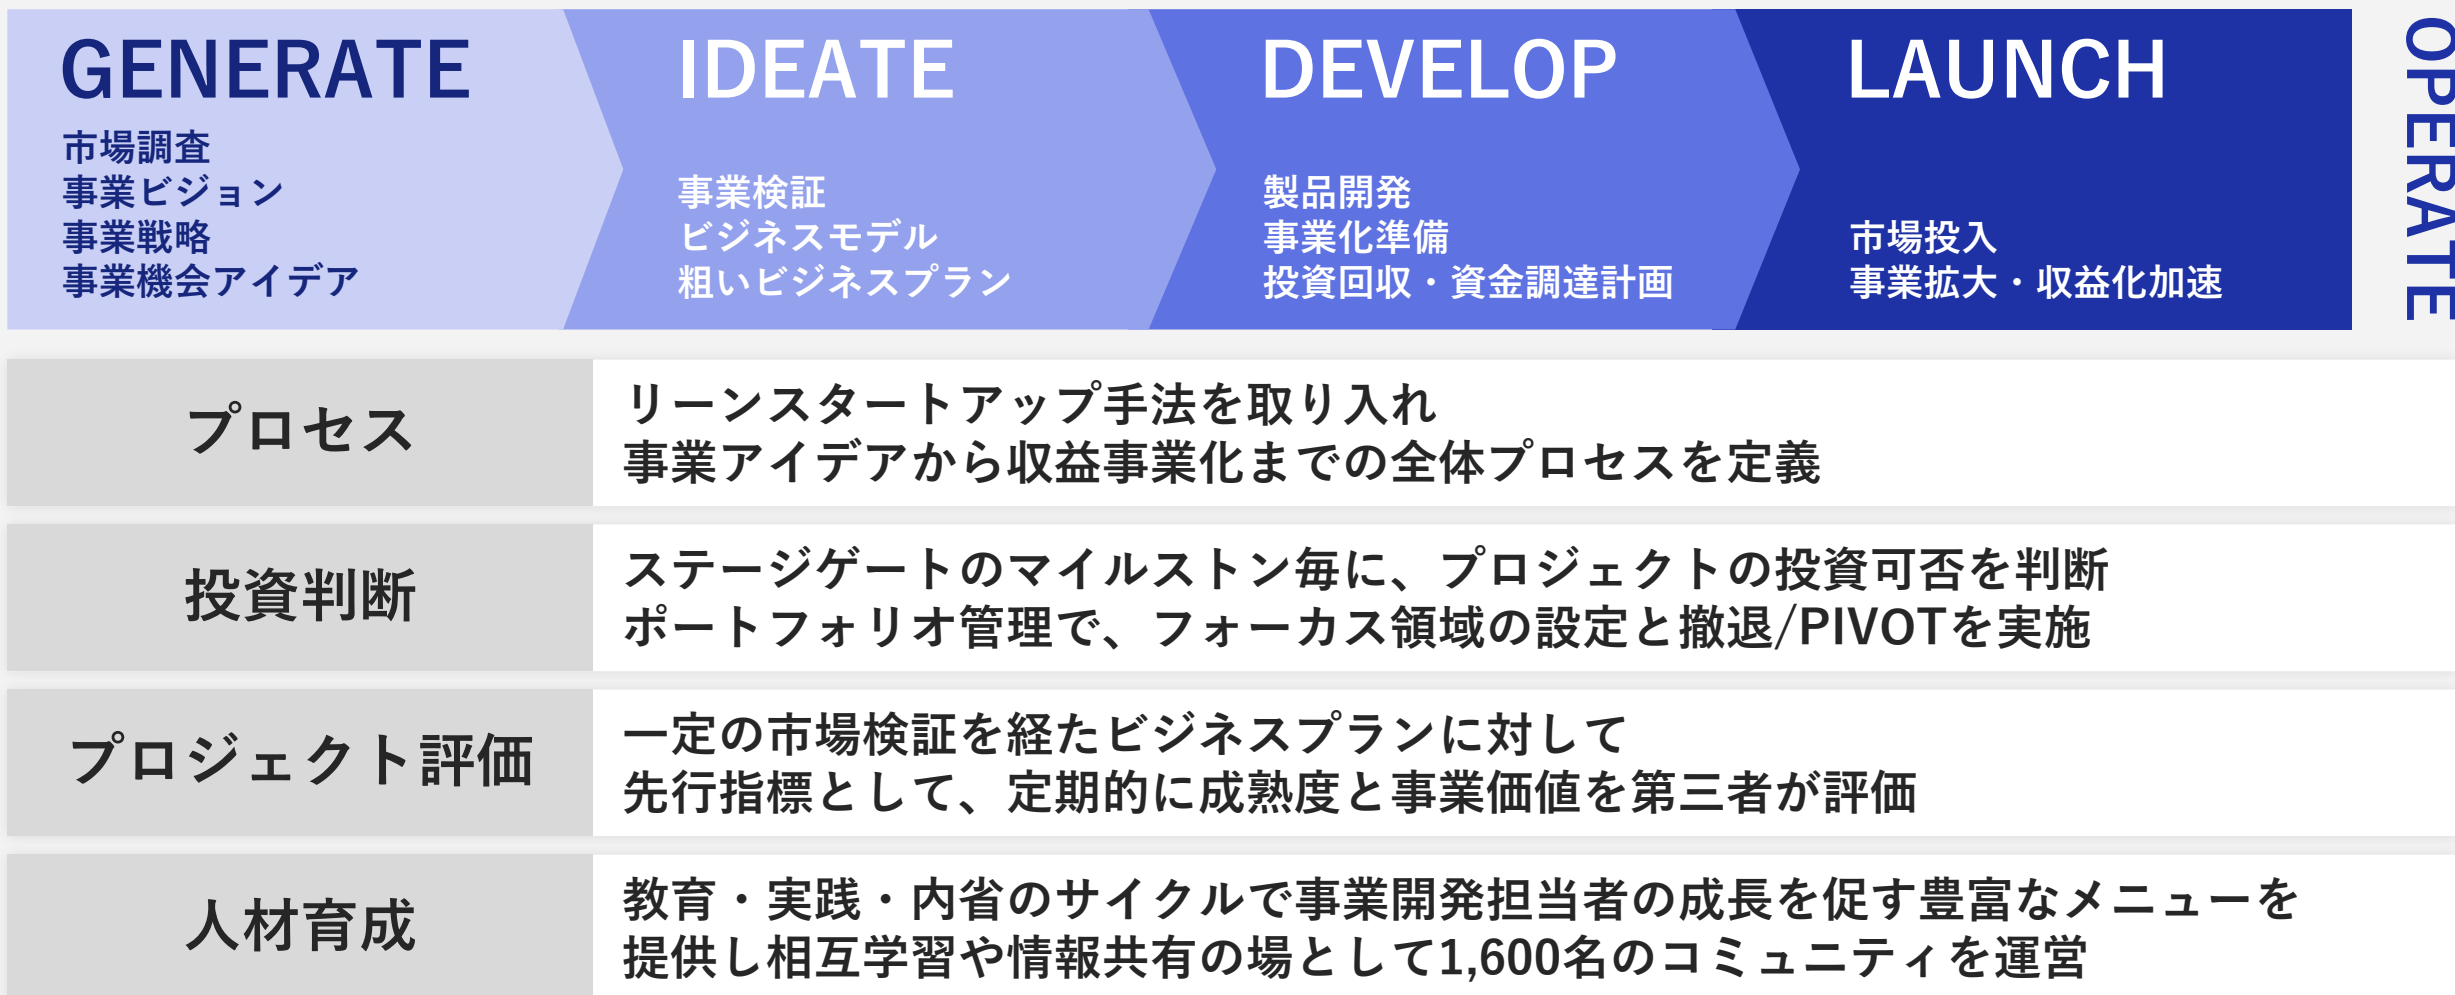 GENERATE
市場調査
事業ビジョン
事業戦略
事業機会アイデア
IDEATE
事業検証
ビジネスモデル
粗いビジネスプラン
DEVELOP
製品開発
事業化準備
投資回収・資金調達計画
LAUNCH
市場投入
事業拡大・収益化加速
OPERATE
プロセス
リーンスタートアップ手法を取り入れ
事業アイデアから収益事業化までの全体プロセスを定義
投資判断
ステージゲートのマイルストン毎に、プロジェクトの投資可否を判断
ポートフォリオ管理で、フォーカス領域の設定と撤退/PIVOTを実施
プロジェクト評価
一定の市場検証を経たビジネスプランに対して
先行指標として、定期的に成熟度と事業価値を第三者が評価
人材育成
教育・実践・内省のサイクルで事業開発担当者の成長を促す豊富なメニューを
提供し相互学習や情報共有の場として1,600名のコミュニティを運営